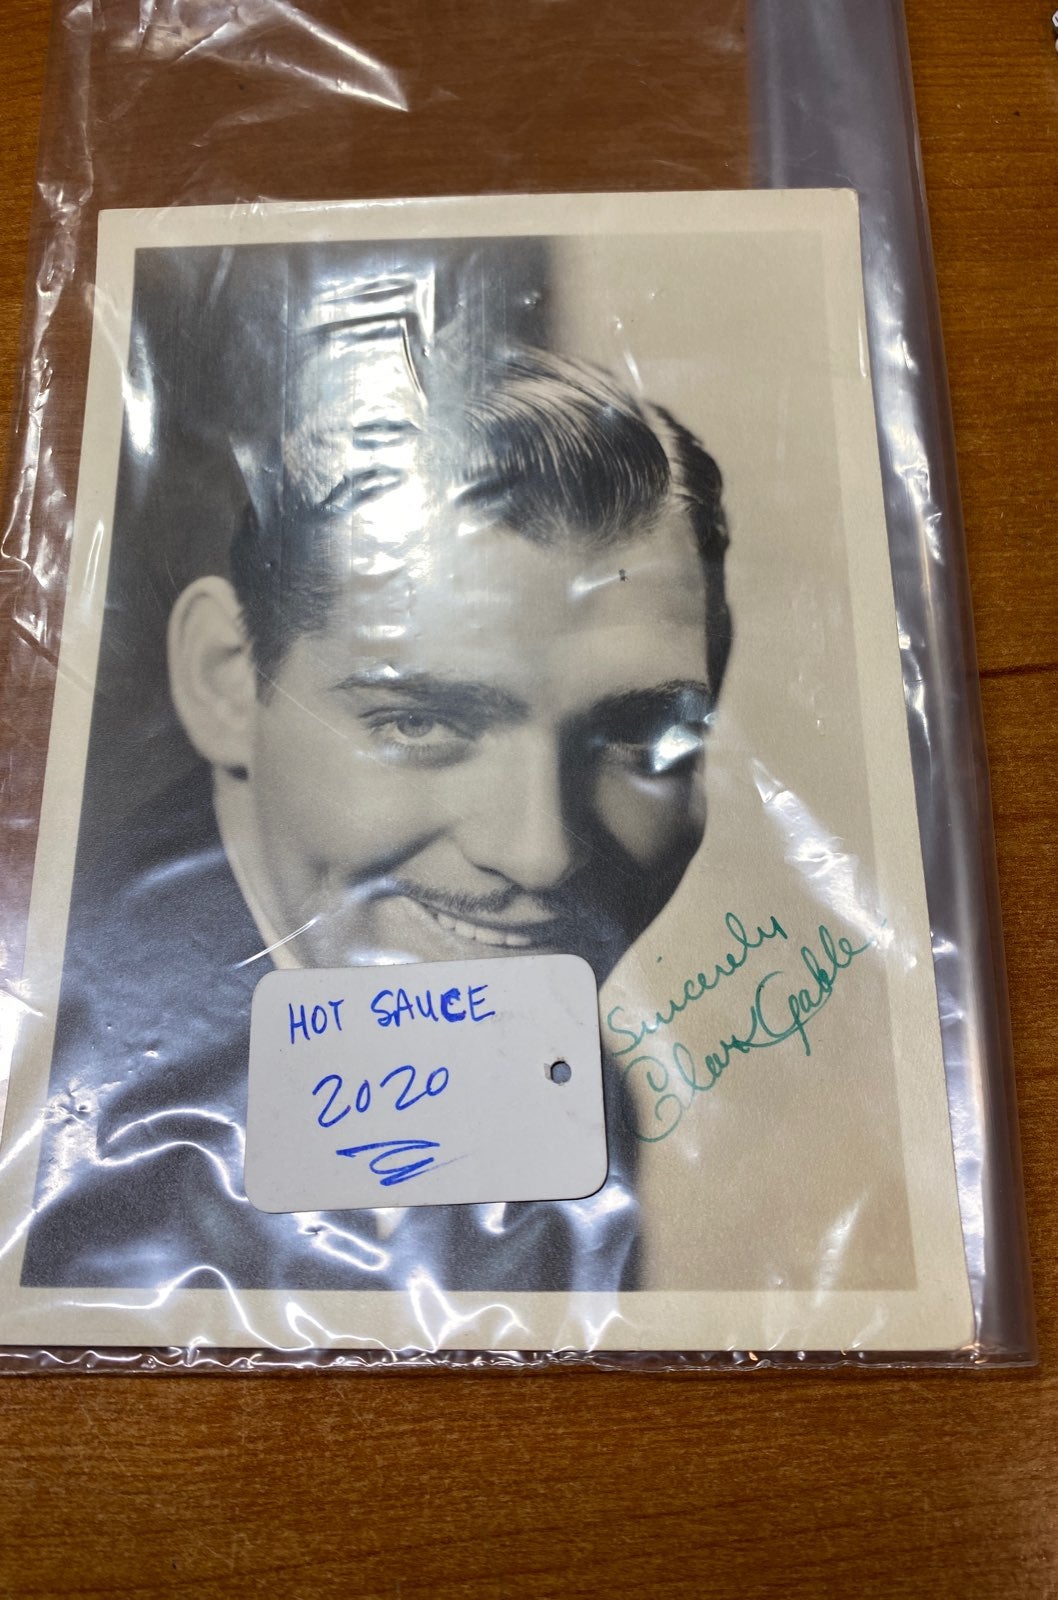 Sincerely
Clark Gable
HOT SAUCE
2020